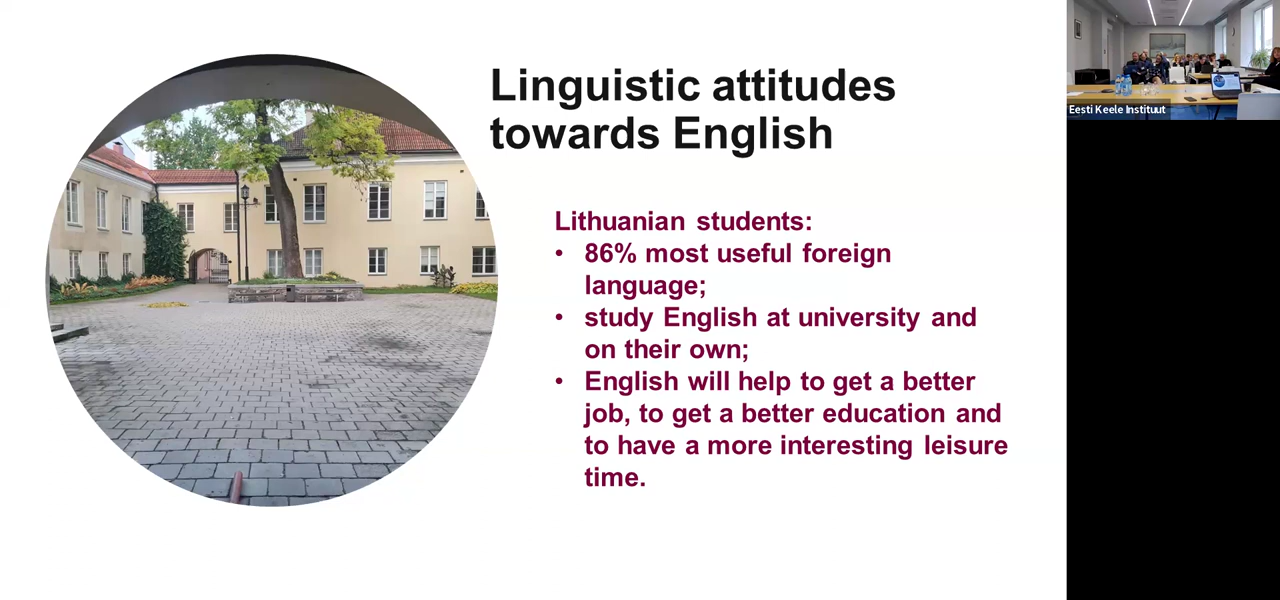 Linguistic attitudes
towards English
Lithuanian students:
• 86% most useful foreign
language;
• study English at university and
on their own;
• English will help to get a better
job, to get a better education and
to have a more interesting leisure
time.
Eesti Keele Instituut